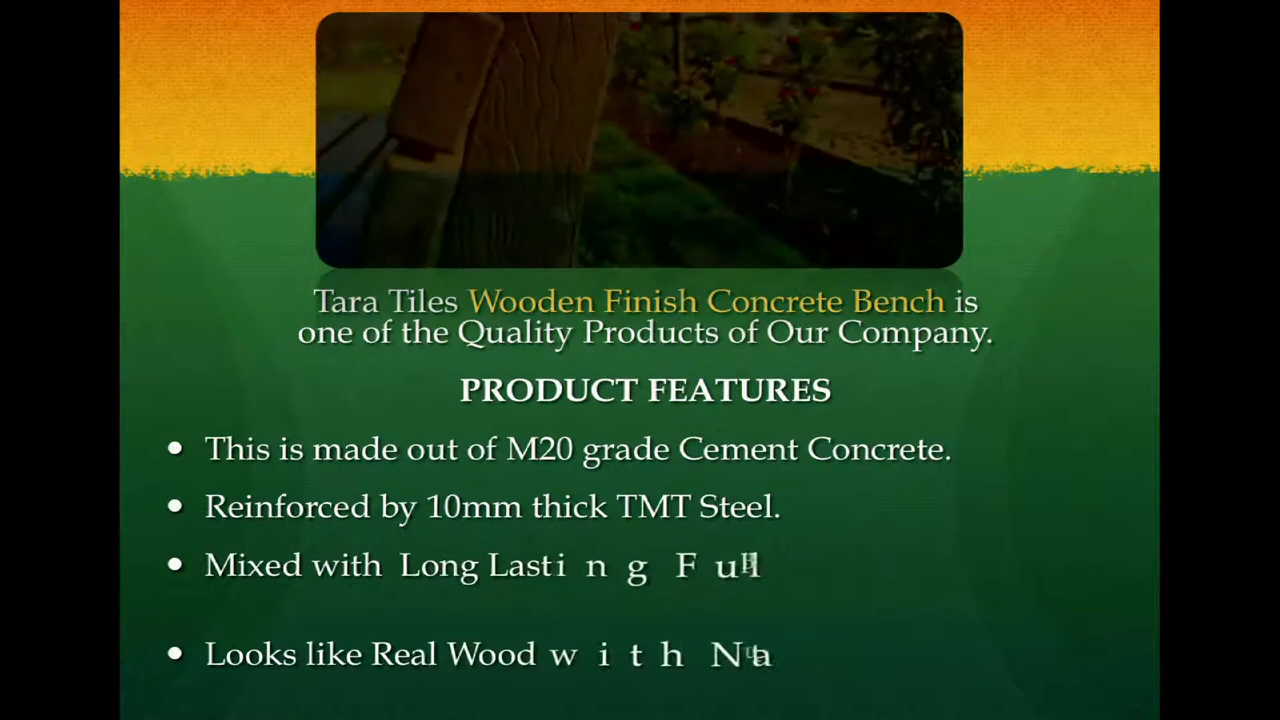 Tara Tiles Wooden Finish Concrete Bench is
one of the Quality Products of Our Company.
PRODUCT FEATURES
• This is made out of M20 grade Cement Concrete.
• Reinforced by 10mm thick TMT Steel.
• Mixed with Long Lasting Full
• Looks like Real Wood with